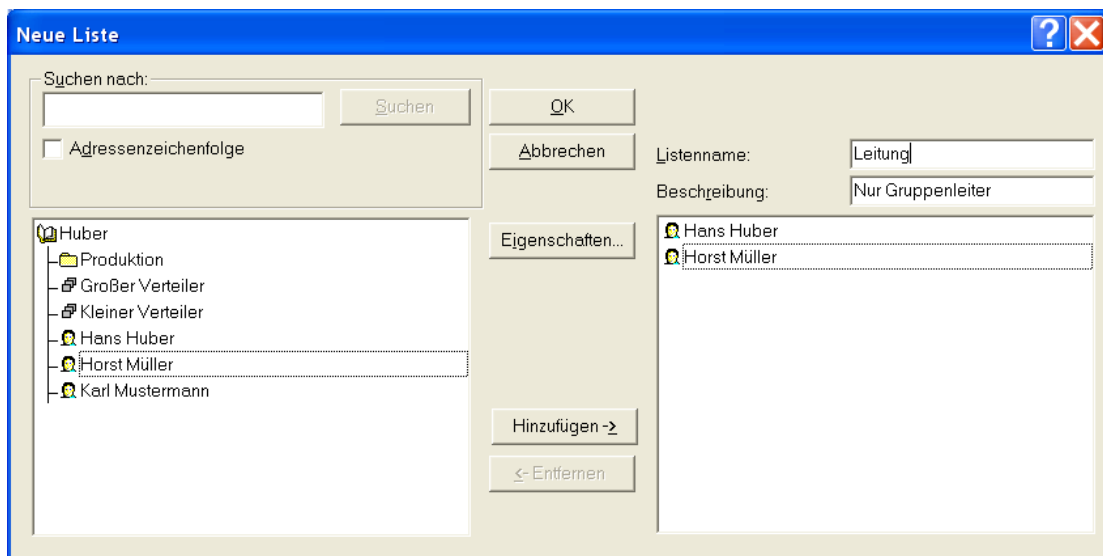 Neue Liste
Suchen nach:
Suchen
OK
Adressenzeichenfolge
Abbrechen
Listenname:
Leitung
Beschreibung:
Nur Gruppenleiter
Huber
Produktion
Großer Verteiler
Kleiner Verteiler
Hans Huber
Horst Müller
Karl Mustermann
Eigenschaften...
Hinzufügen ->
<- Entfernen
Hans Huber
Horst Müller